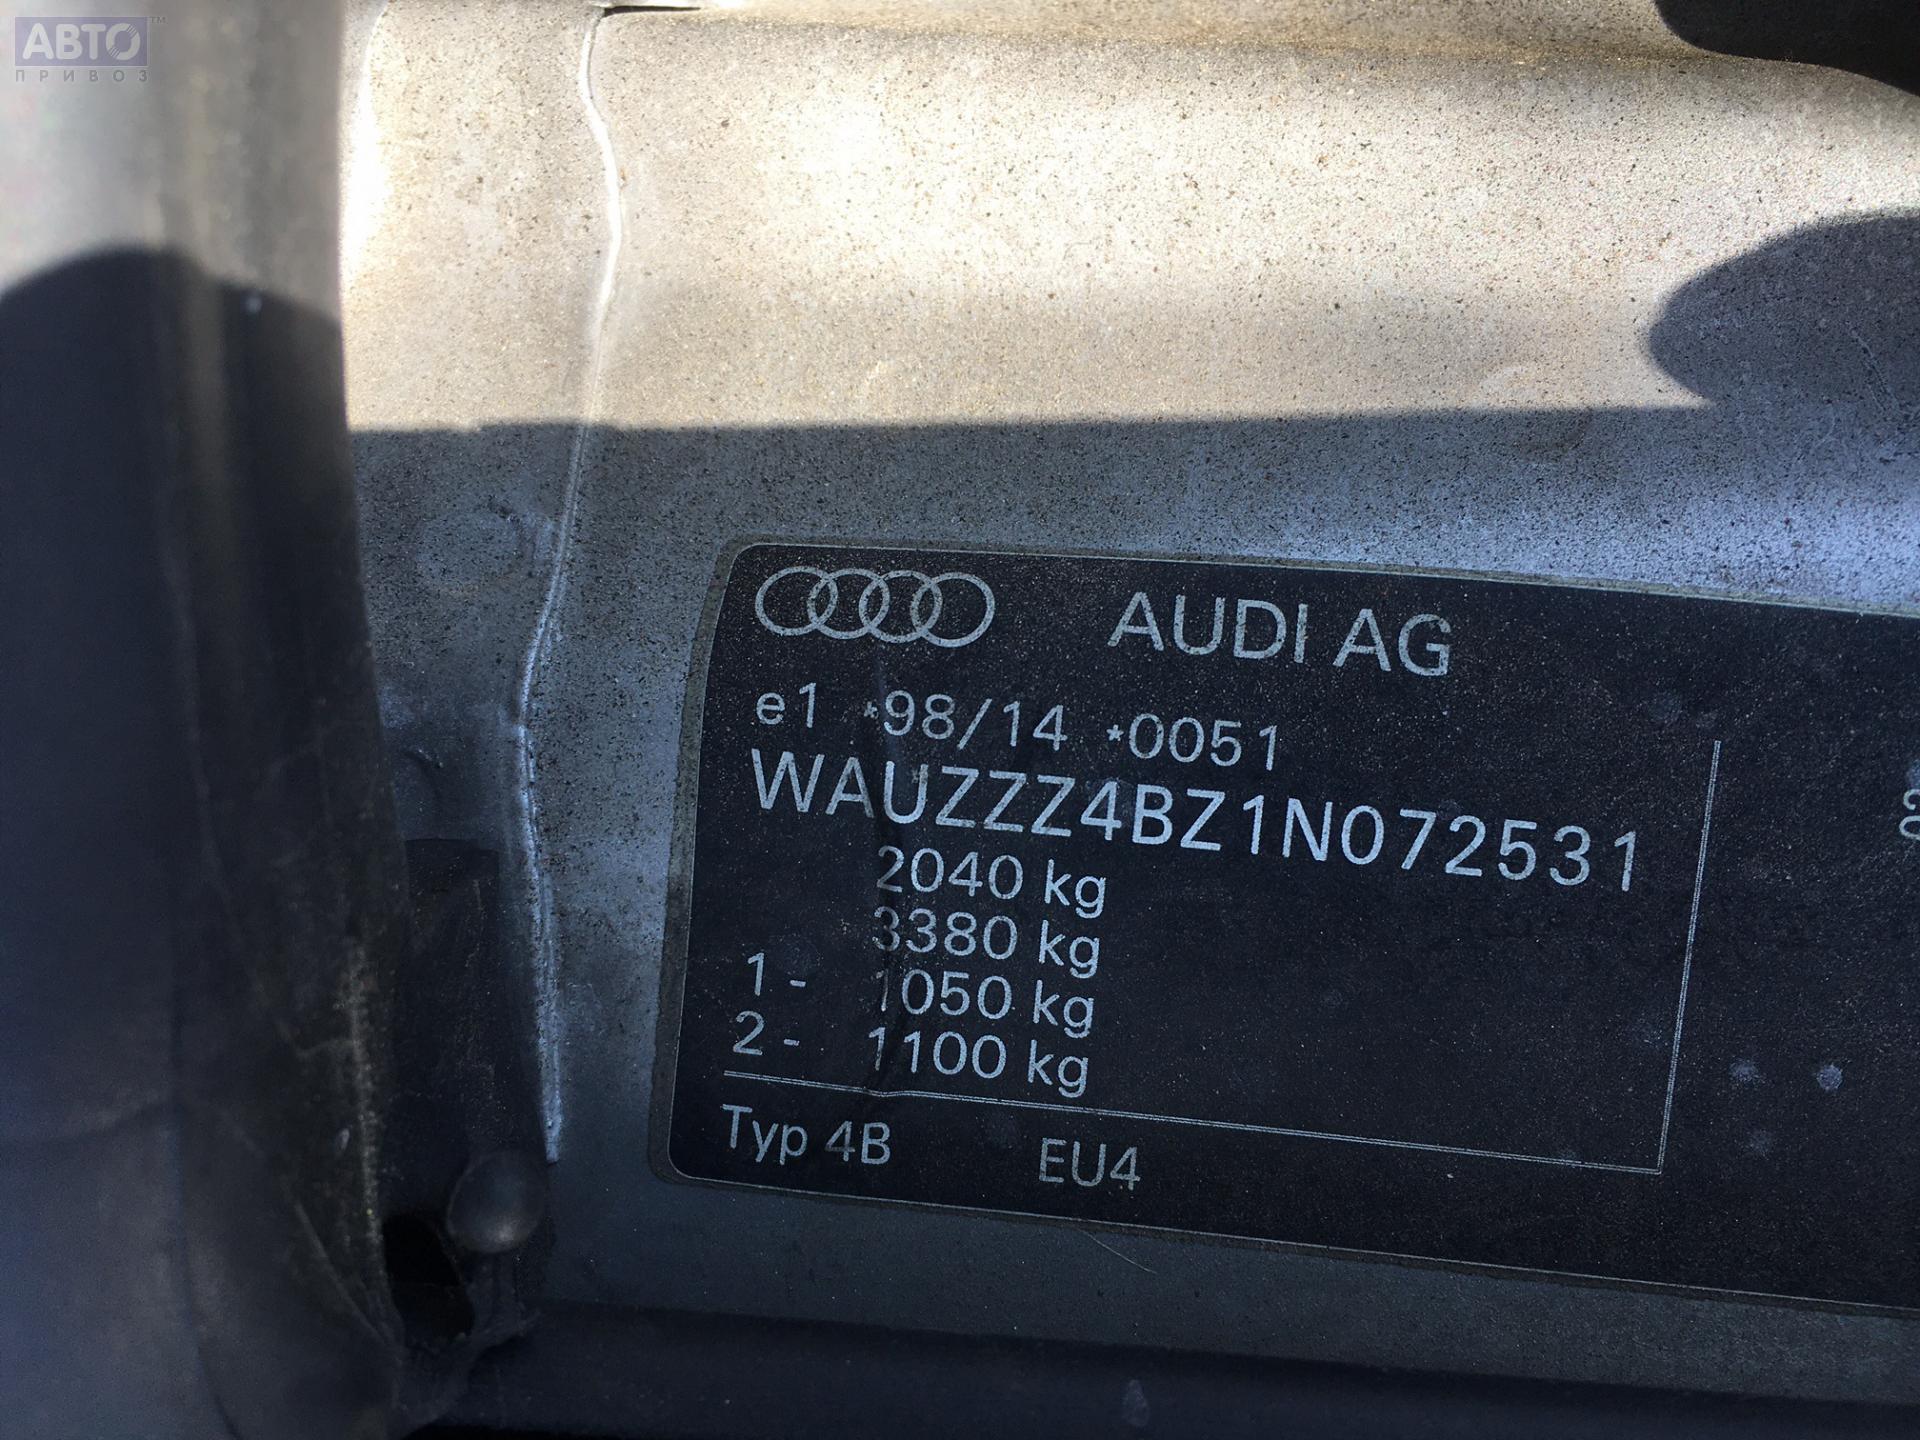 АВТО™
ПРИВОЗ
AUDI AG
e1 *98/14 *0051
WAUZZZ4BZ1N072531
2040 kg
3380 kg
1 - 1050 kg
2 - 1100 kg
Typ 4B EU4